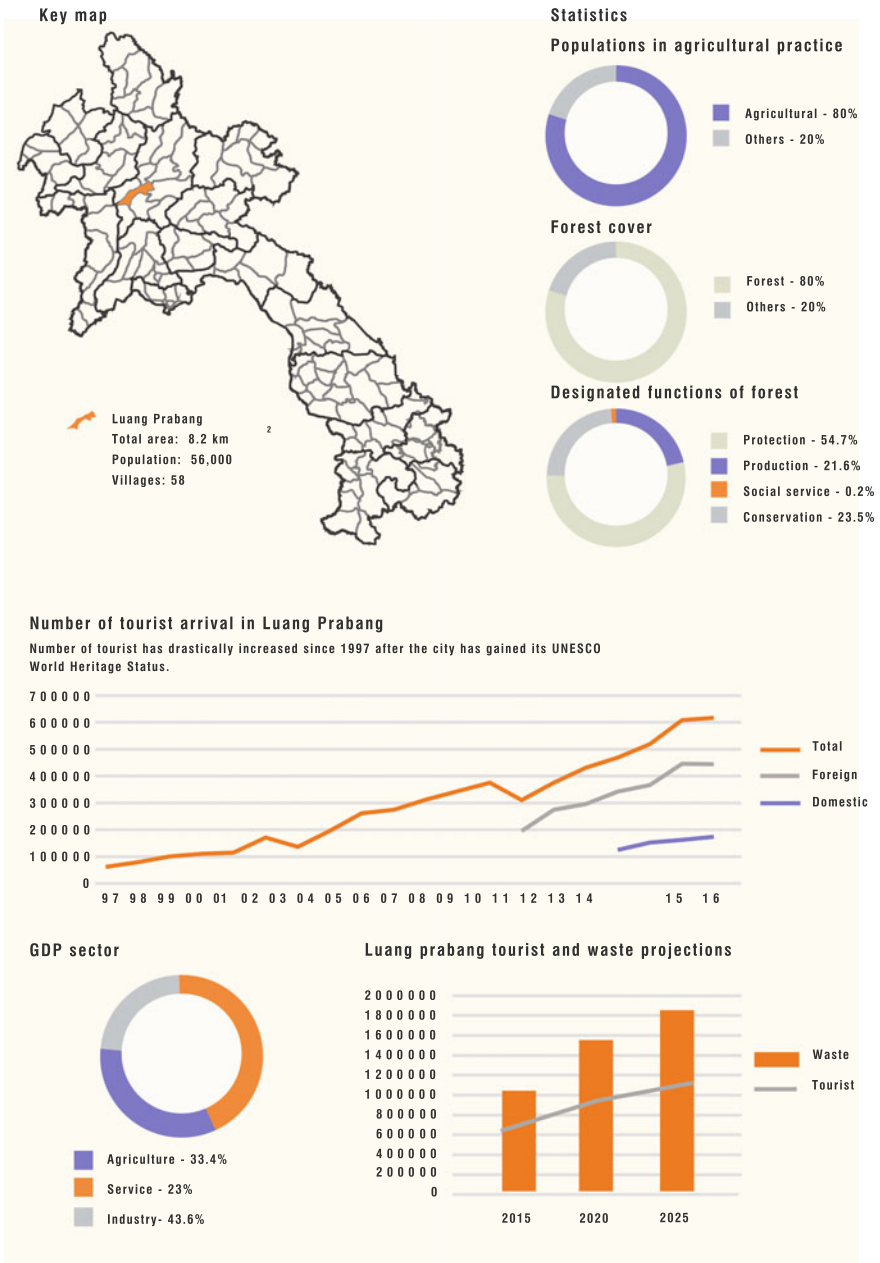 Key map
Luang Prabang
Total area: 8.2 km 2
Population: 56,000
Villages: 58
Statistics
Populations in agricultural practice
Agricultural - 80%
Others - 20%
Forest cover
Forest - 80%
Others - 20%
Designated functions of forest
Protection - 54.7%
Production - 21.6%
Social service - 0.2%
Conservation - 23.5%
Number of tourist arrival in Luang Prabang
Number of tourist has drastically increased since 1997 after the city has gained its UNESCO
World Heritage Status.
700000
600000
500000
400000
300000
200000
100000
0
97 98 99 00 01 02 03 04 05 06 07 08 09 10 11 12 13 14 15 16
Total
Foreign
Domestic
GDP sector
Agriculture - 33.4%
Service - 23%
Industry- 43.6%
Luang prabang tourist and waste projections
2000000
1800000
1600000
1400000
1200000
1000000
800000
600000
400000
200000
0
2015 2020 2025
Waste
Tourist